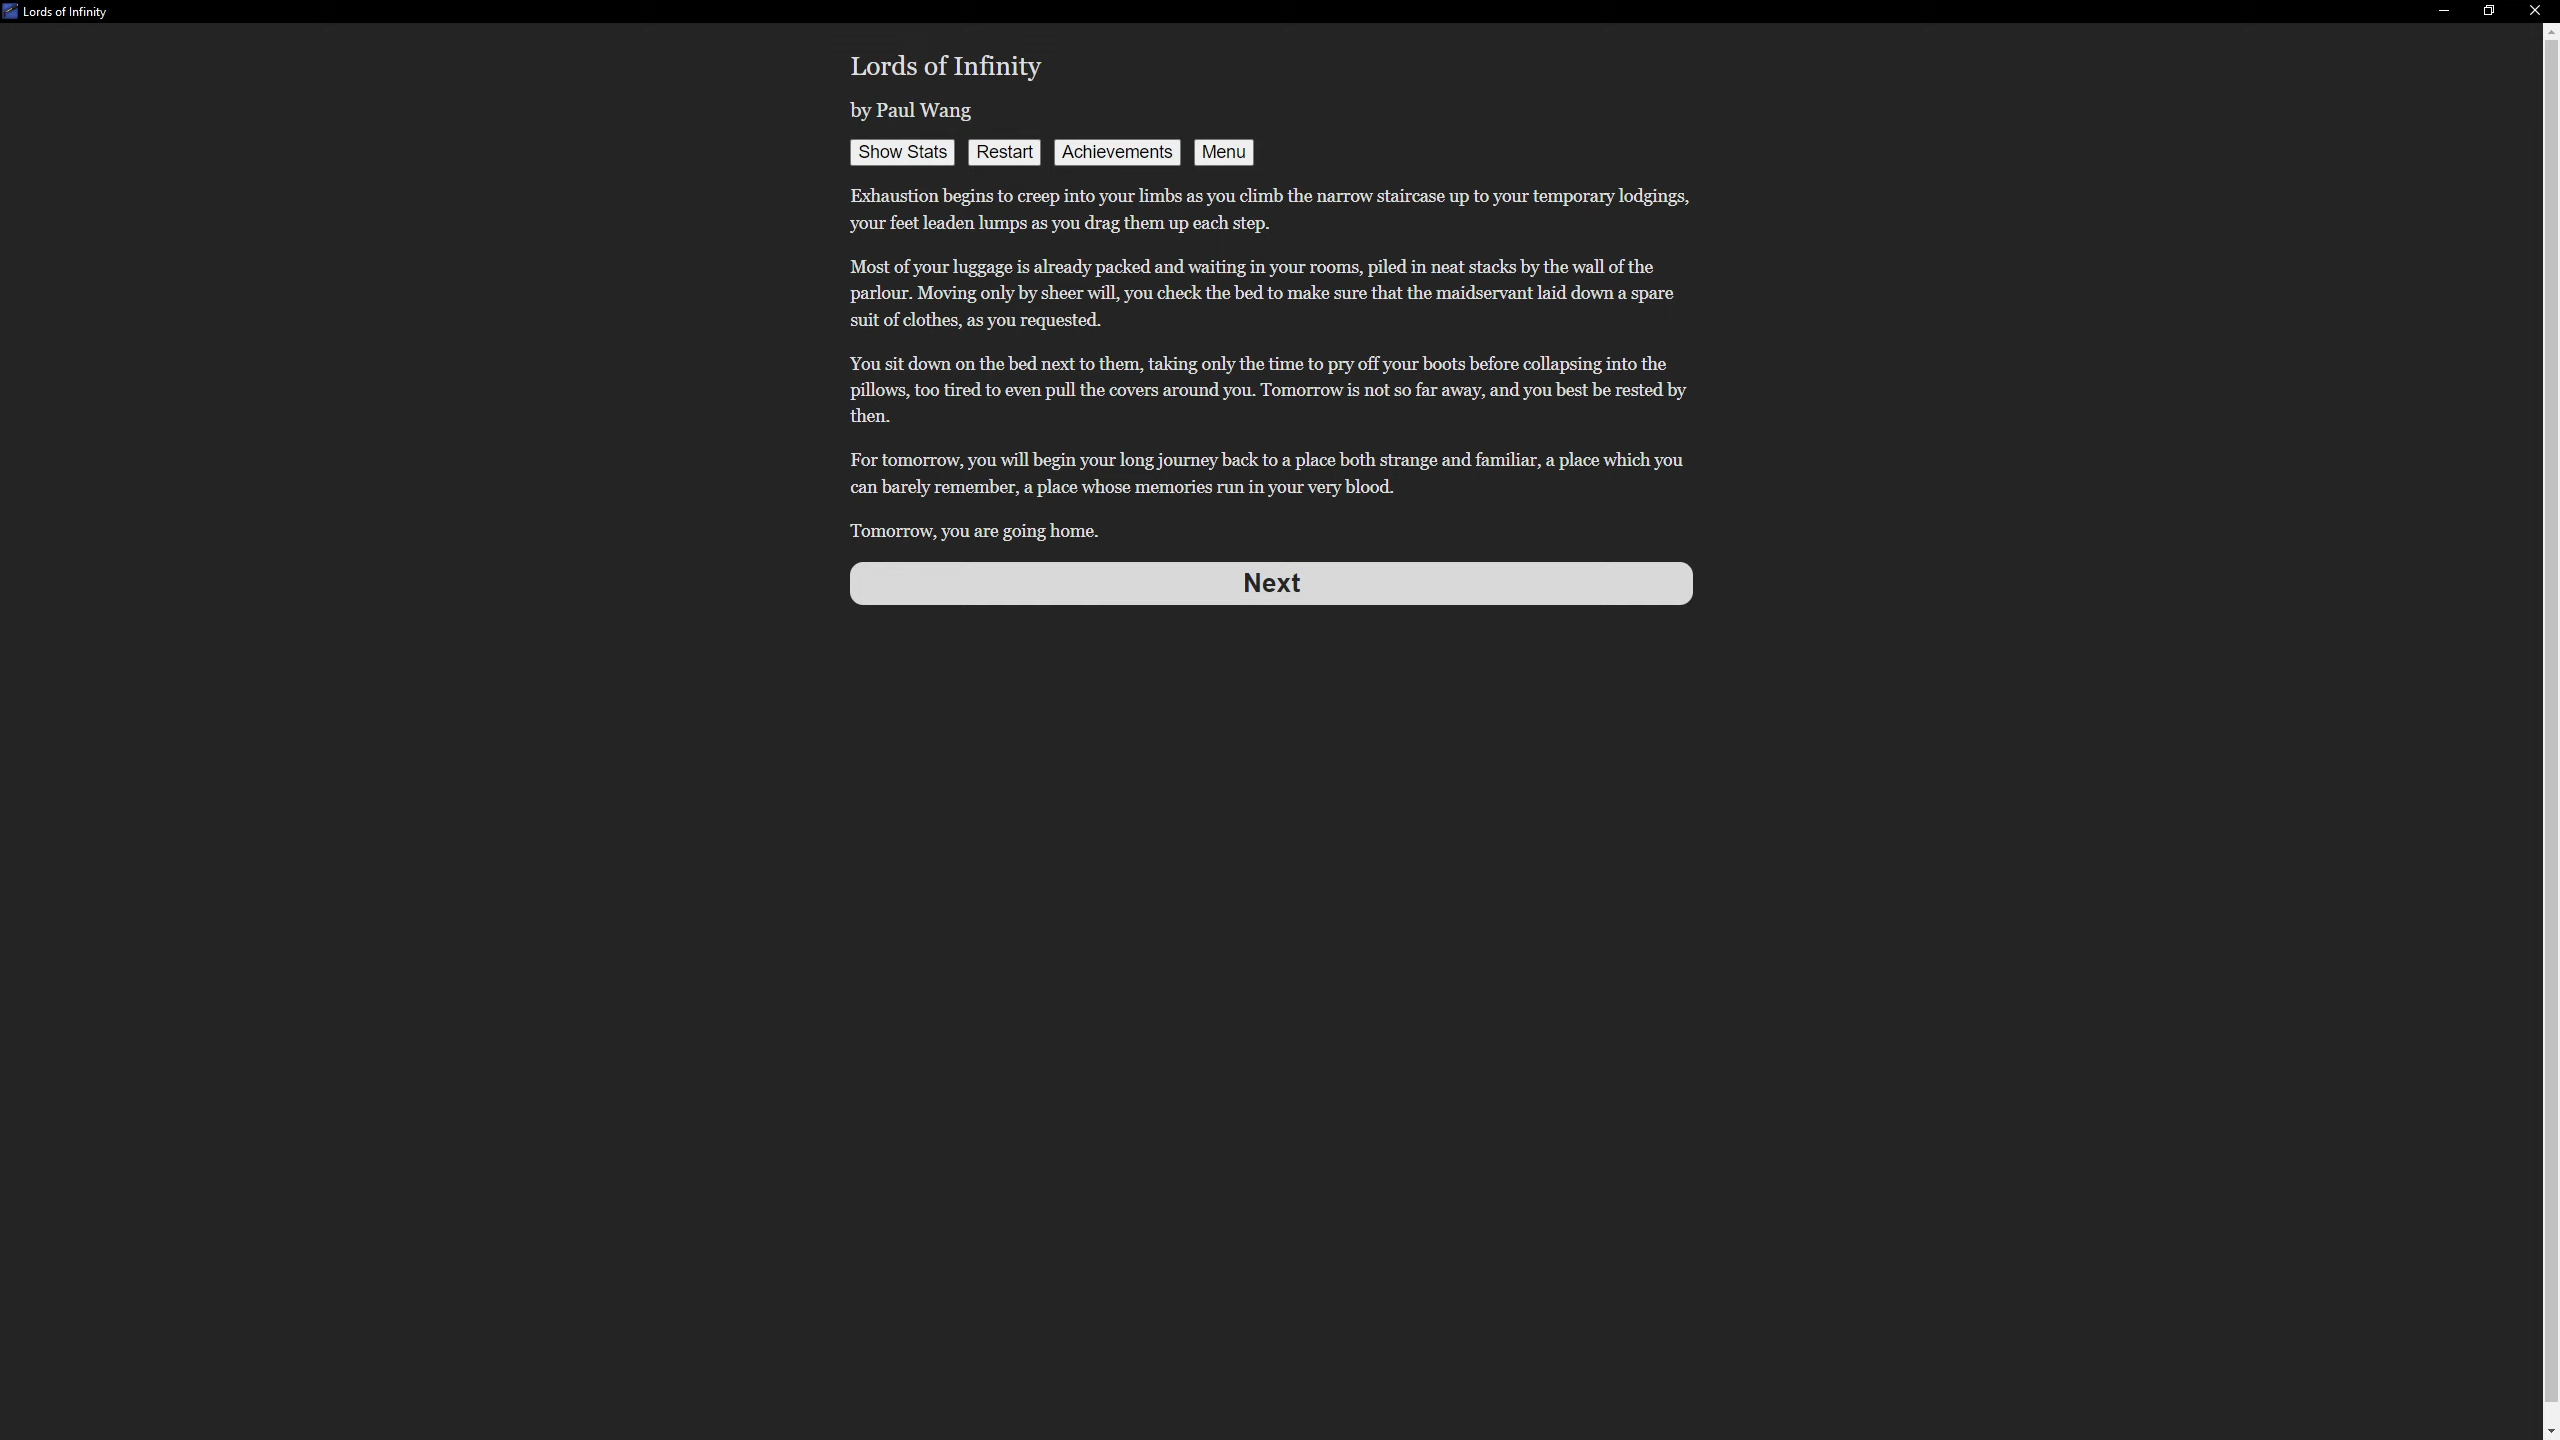 Lords of Infinity
Lords of Infinity
by Paul Wang
Show Stats Restart Achievements Menu
Exhaustion begins to creep into your limbs as you climb the narrow staircase up to your temporary lodgings,
your feet leaden lumps as you drag them up each step.
Most of your luggage is already packed and waiting in your rooms, piled in neat stacks by the wall of the
parlour. Moving only by sheer will, you check the bed to make sure that the maidservant laid down a spare
suit of clothes, as you requested.
You sit down on the bed next to them, taking only the time to pry off your boots before collapsing into the
pillows, too tired to even pull the covers around you. Tomorrow is not so far away, and you best be rested by
then.
For tomorrow, you will begin your long journey back to a place both strange and familiar, a place which you
can barely remember, a place whose memories run in your very blood.
Tomorrow, you are going home.
Next